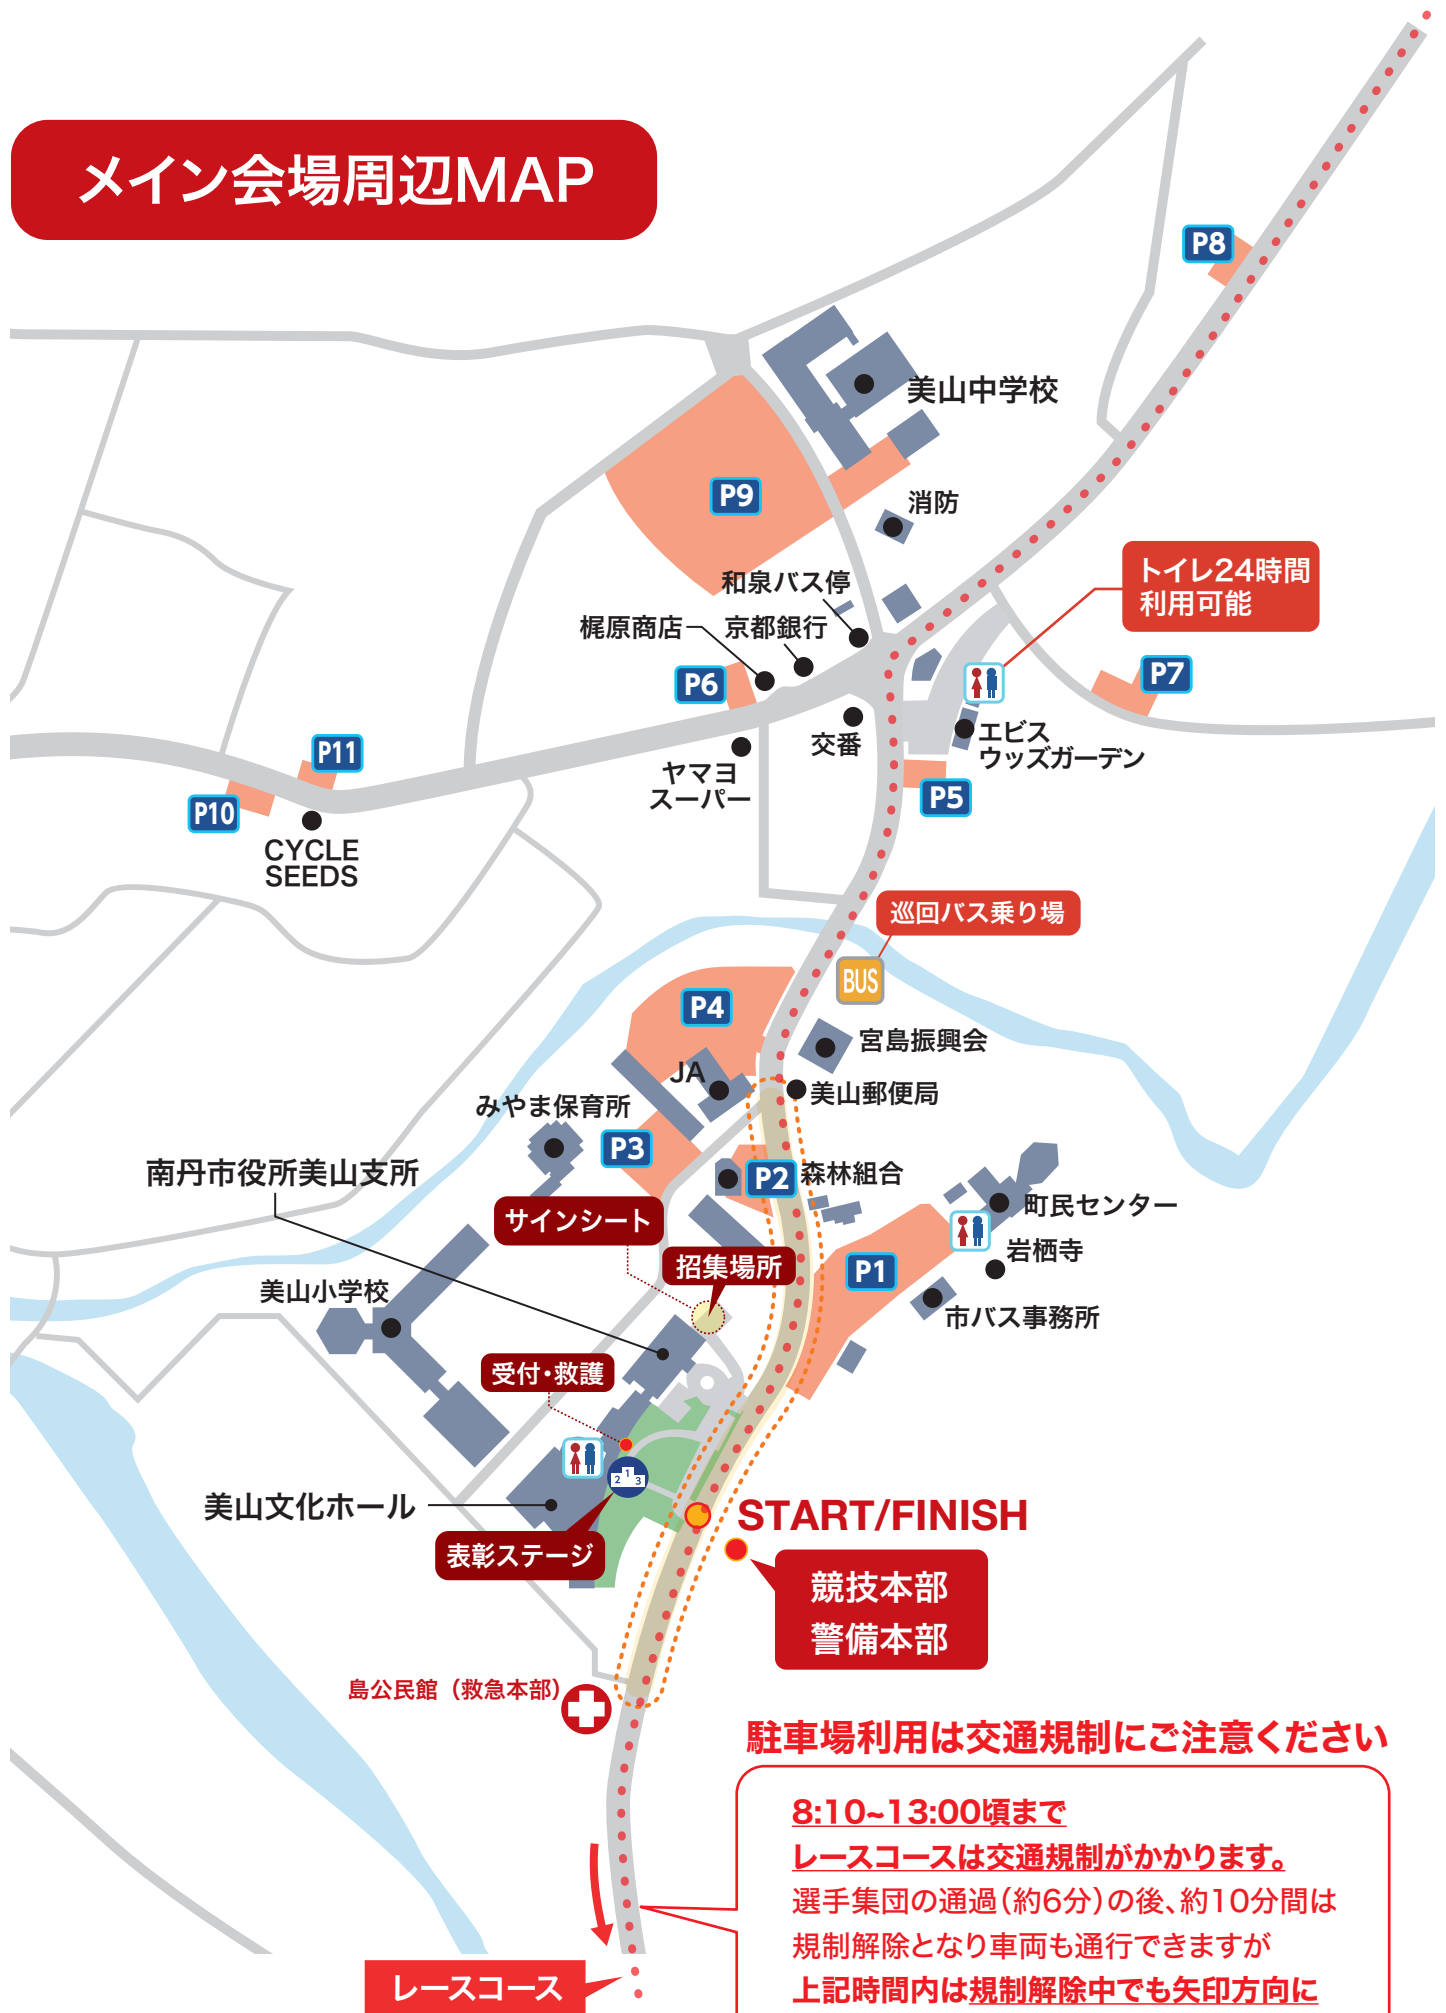 メイン会場周辺MAP
P8
美山中学校
P9
消防
和泉バス停
トイレ24時間
利用可能
梶原商店
京都銀行
P6
P7
交番
エビス
ウッズガーデン
P11
ヤマヨ
スーパー
P5
P10
CYCLE
SEEDS
巡回バス乗り場
BUS
P4
宮島振興会
JA
美山郵便局
みやま保育所
P3
P2
森林組合
南丹市役所美山支所
町民センター
サインシート
岩栖寺
招集場所
P1
美山小学校
市バス事務所
受付・救護
1
2
3
美山文化ホール
START/FINISH
表彰ステージ
競技本部
警備本部
島公民館（救急本部）
駐車場利用は交通規制にご注意ください
8:10~13:00頃まで
レースコースは交通規制がかかります。
選手集団の通過（約6分）の後、約10分間は
規制解除となり車両も通行できますが
上記時間内は規制解除中でも矢印方向に
レースコース